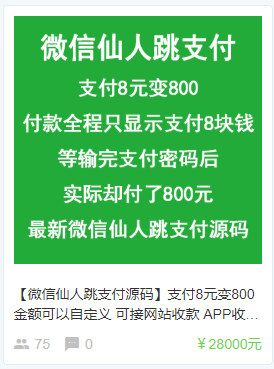 微信仙人跳支付
支付8元变800
付款全程只显示支付8块钱
等输完支付密码后
实际却付了800元
最新微信仙人跳支付源码
【微信仙人跳支付源码】支付8元变800
金额可以自定义 可接网站收款 APP收...
75 0 ￥28000元